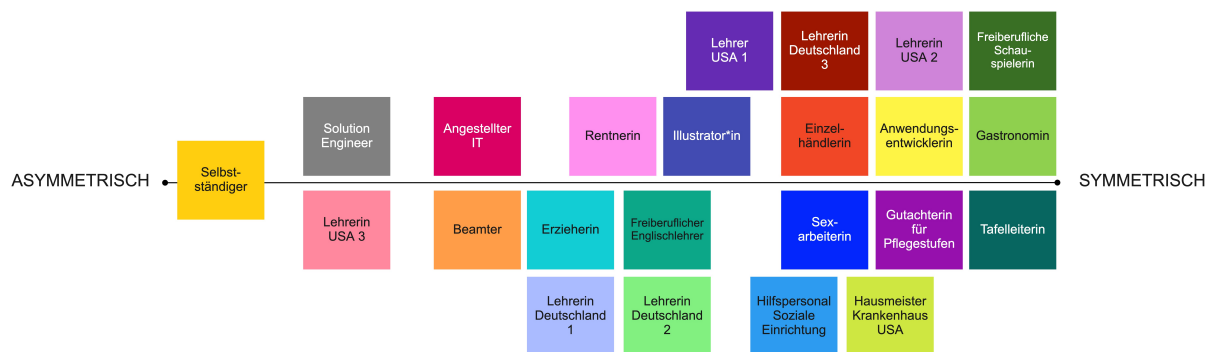 Lehrer
USA 1
Lehrerin
Deutschland
3
Lehrerin
USA 2
Freiberufliche
Schau-
spielerin
Solution
Engineer
Angestellter
IT
Rentnerin
Illustrator*in
Einzel-
händlerin
Anwendungs-
entwicklerin
Gastronomin
ASYMMETRISCH
Selbst-
ständiger
SYMMETRISCH
Lehrerin
USA 3
Beamter
Erzieherin
Freiberuflicher
Englischlehrer
Sex-
arbeiterin
Gutachterin
für
Pflegestufen
Tafelleiterin
Lehrerin
Deutschland
1
Lehrerin
Deutschland
2
Hilfspersonal
Soziale
Einrichtung
Hausmeister
Krankenhaus
USA